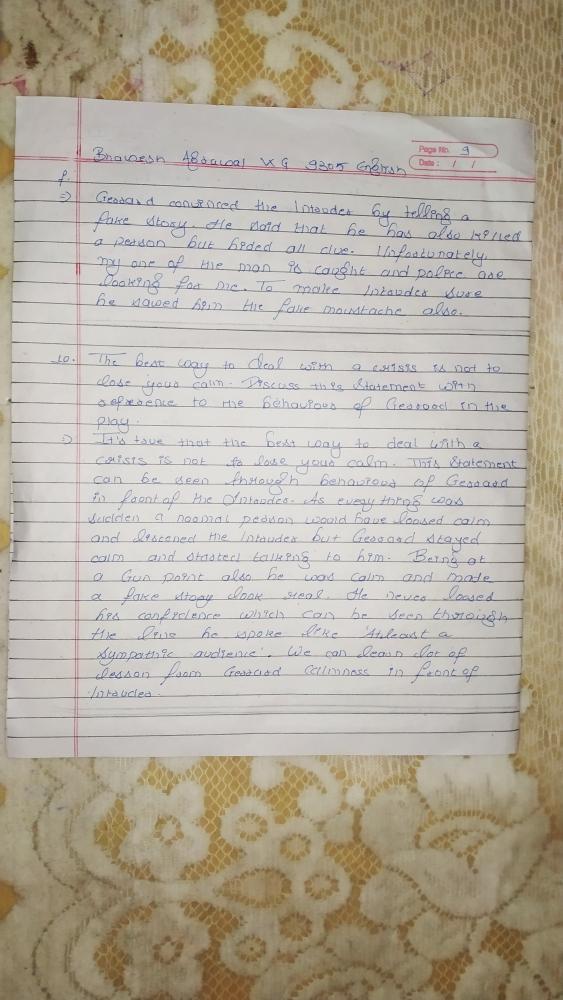 Page No. 9
Date: / /
Bhavesh Agrawal X G 9305 English
9.
⇒ Gerrard convinced the Intruder by telling a
fake story. He said that he has also killed
a person but hided all clue. Unfortunately,
my one of the man is caught and police are
looking for me. To make Intruder sure
he sowed him the fake moustache also.
10. The best way to deal with a crisis is not to
lose your calm. Discuss this statement with
reference to the behaviour of Gerrard in the
play.
⇒ It's true that the best way to deal with a
crisis is not to lose your calm. This statement
can be seen through behaviour of Gerrard
in front of the Intruder. As every thing was
sudden a normal person would have loosed calm
and the Intruder but Gerrard stayed
calm and started talking to him. Being at
a Gun point also he was calm and made
a fake story look real. He never loosed
his confidence which can be seen through
the line he spoke like 'Atleast a
sympathic audience'. We can learn lot of
lesson from Gerrard calmness in front of
Intruder.